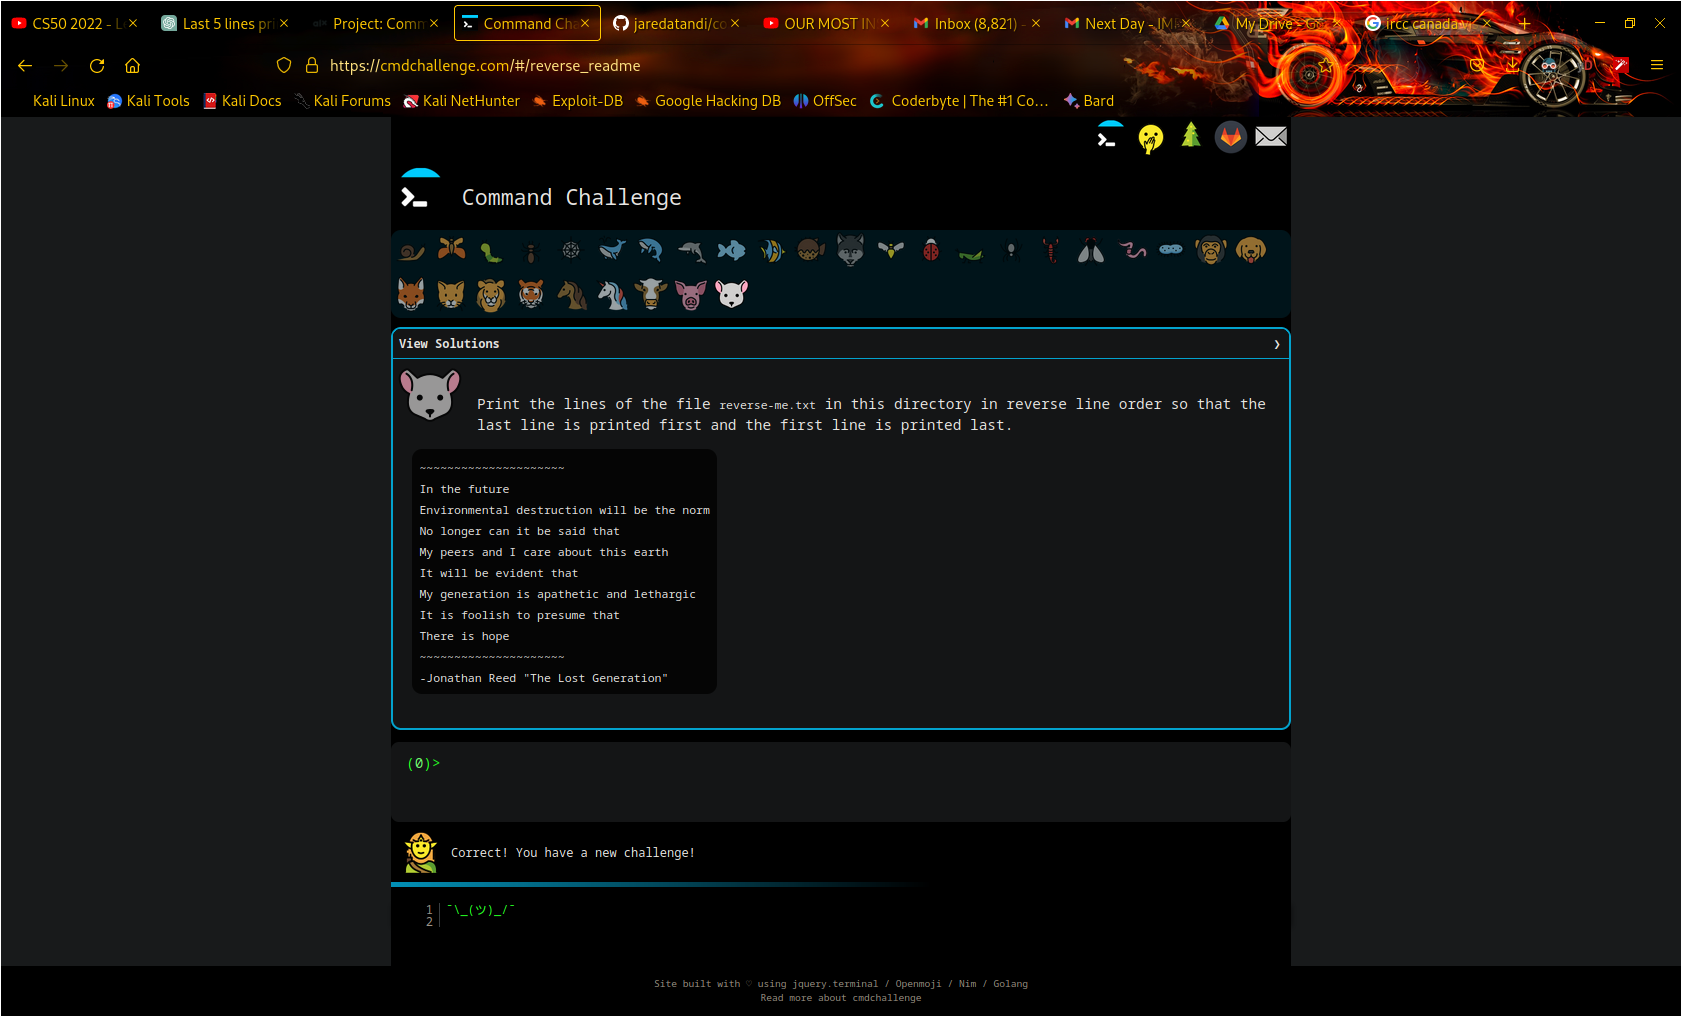 CS50 2022 - Le
Last 5 lines pri
Project: Comm
Command Cha
jaredatandi/co
OUR MOST IN
Inbox (8,821) -
Next Day - 
My Drive - 
ircc canada vi
https://cmdchallenge.com/#/reverse_readme
Kali Linux
Kali Tools
Kali Docs
Kali Forums
Kali NetHunter
Exploit-DB
Google Hacking DB
OffSec
Coderbyte | The #1 Co…
Bard
Command Challenge
View Solutions ❯
Print the lines of the file reverse-me.txt in this directory in reverse line order so that the
last line is printed first and the first line is printed last.
~~~~~~~~~~~~~~~~~~~~~
In the future
Environmental destruction will be the norm
No longer can it be said that
My peers and I care about this earth
It will be evident that
My generation is apathetic and lethargic
It is foolish to presume that
There is hope
~~~~~~~~~~~~~~~~~~~~~
-Jonathan Reed "The Lost Generation"
(0)>
Correct! You have a new challenge!
1 ¯\_(ツ)_/¯
2
Site built with ♡ using jquery.terminal / Openmoji / Nim / Golang
Read more about cmdchallenge